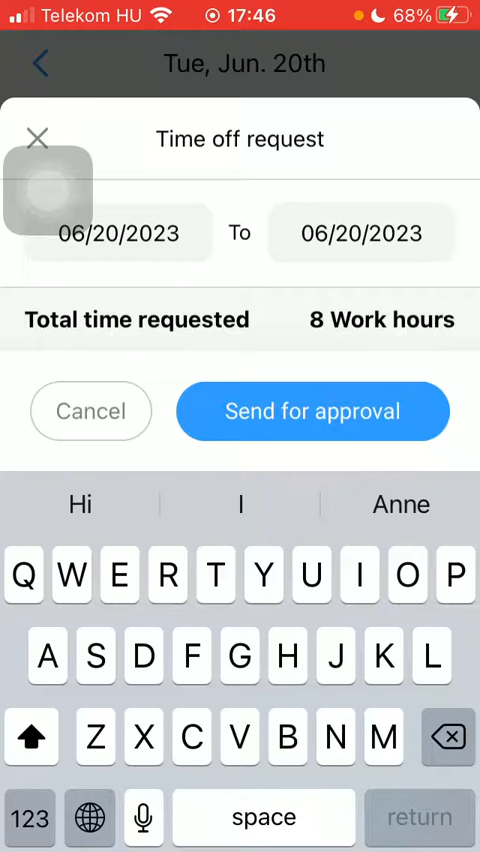 Telekom HU 17:46 68%
Tue, Jun. 20th
Time off request
06/20/2023 To 06/20/2023
Total time requested 8 Work hours
Cancel Send for approval
Hi I Anne
Q W E R T Y U I O P
A S D F G H J K L
Z X C V B N M
123 space return